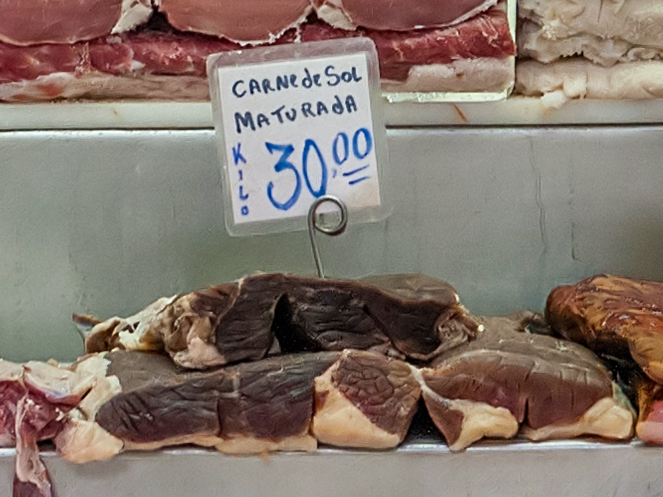 CARNE de SOL
MATURADA
KILO
30,00